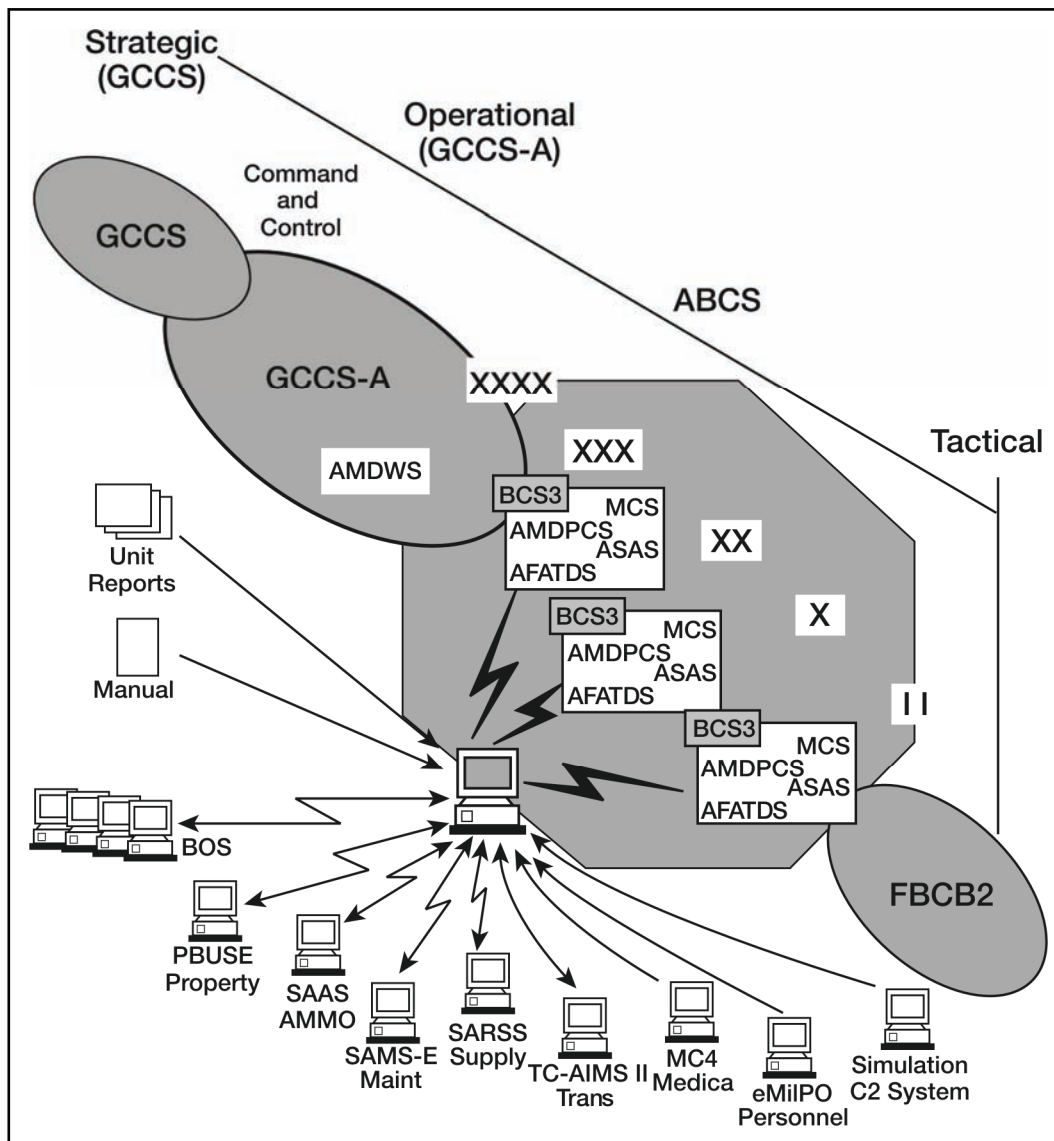 Strategic
(GCCS)
Operational
(GCCS-A)
Command
and
Control
GCCS
ABCS
GCCS-A
XXXX
Tactical
XXX
AMDWS
BCS3
MCS
AMDPCS
ASAS
AFATDS
XX
Unit
Reports
BCS3
MCS
AMDPCS
ASAS
AFATDS
X
Manual
II
BCS3
MCS
AMDPCS
ASAS
AFATDS
BOS
FBCB2
PBUSE
Property
SAAS
AMMO
SAMS-E
Maint
SARSS
Supply
TC-AIMS II
Trans
MC4
Medica
eMilPO
Personnel
Simulation
C2 System